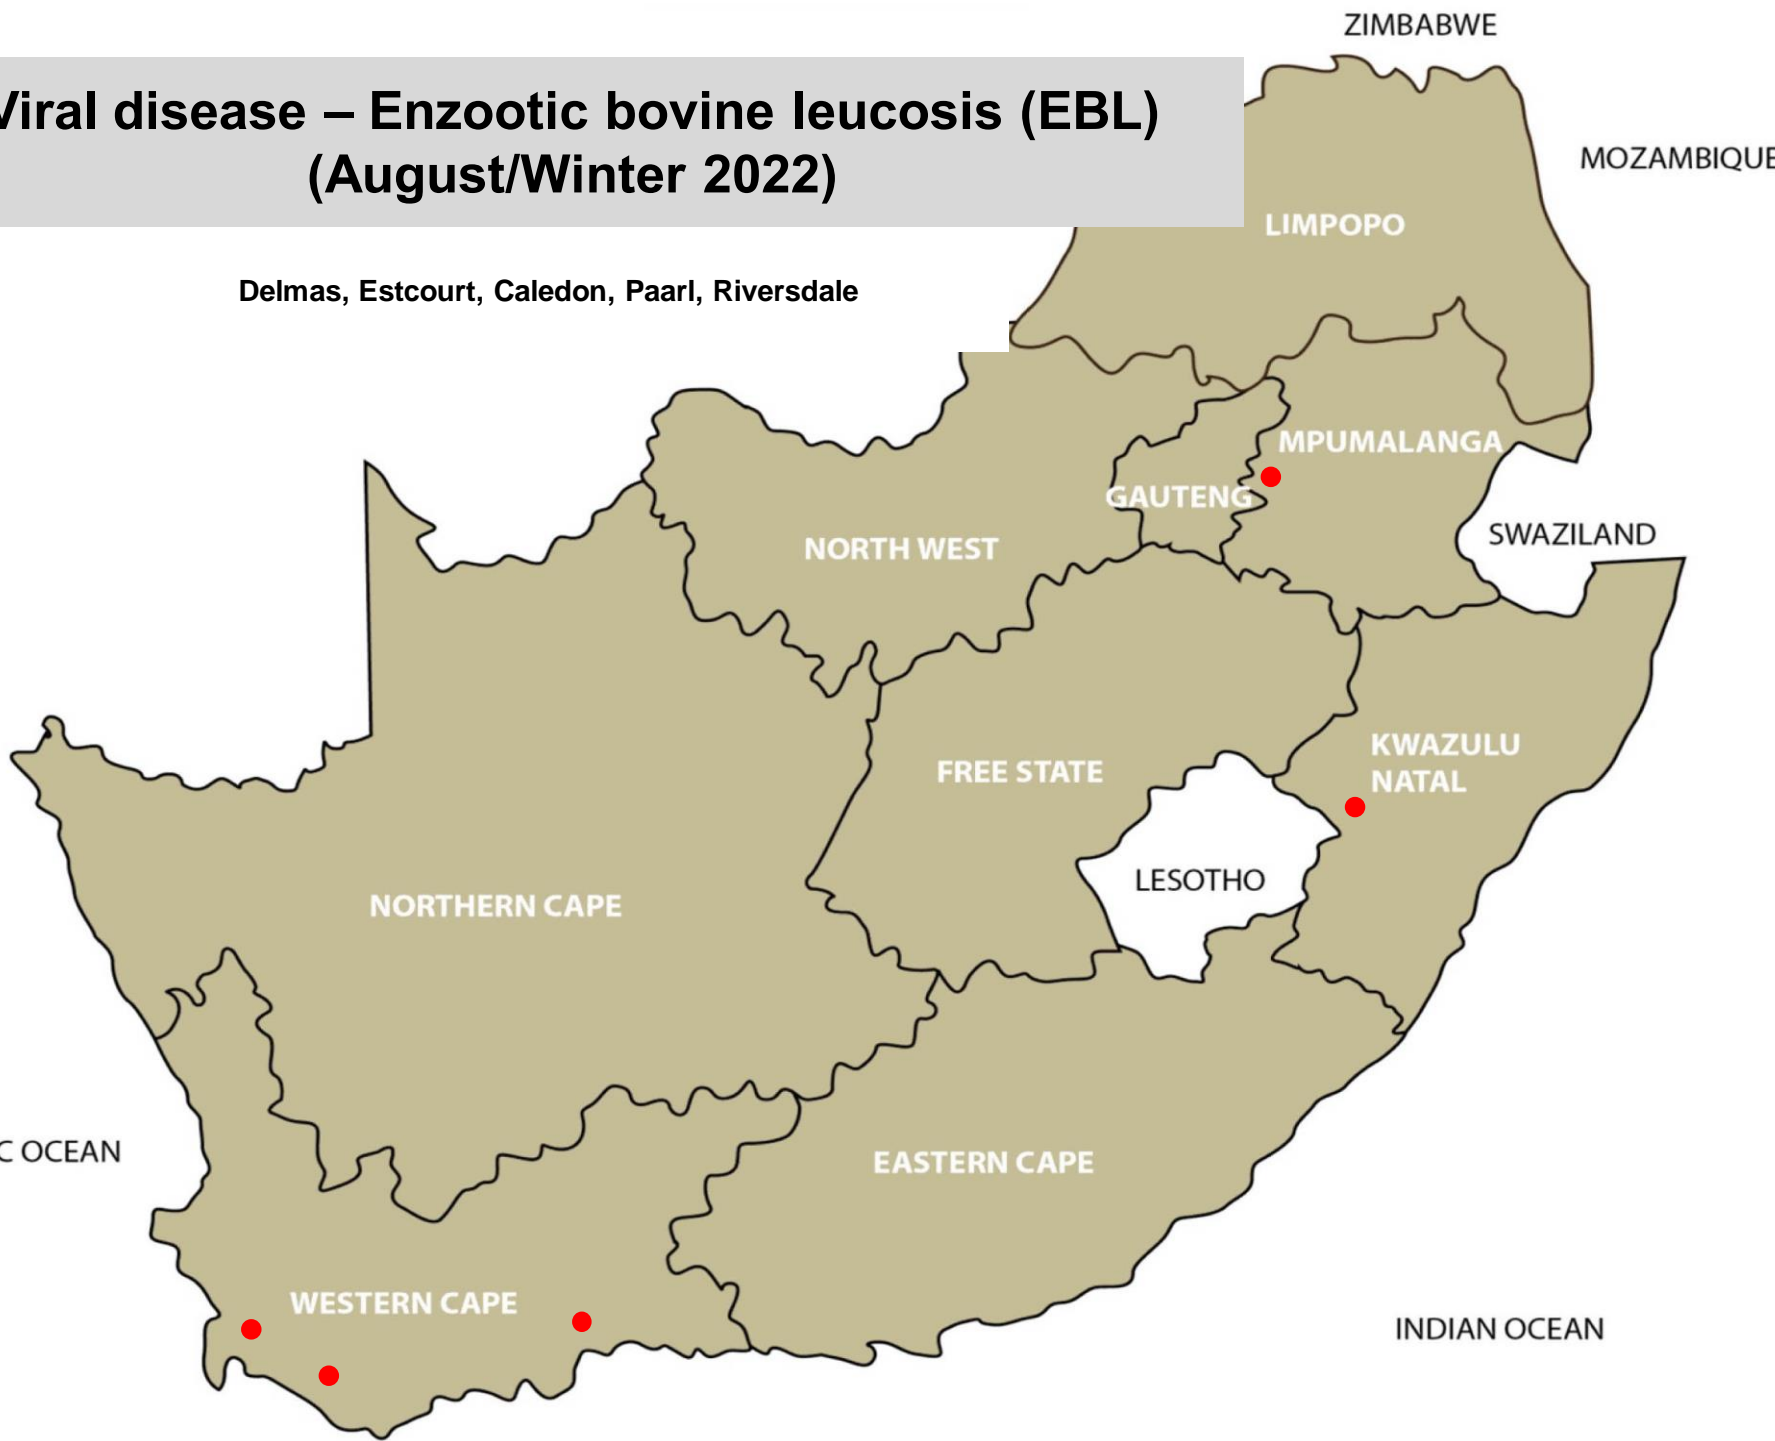 ZIMBABWE
Viral disease – Enzootic bovine leucosis (EBL)
(August/Winter 2022)
MOZAMBIQUE
LIMPOPO
Delmas, Estcourt, Caledon, Paarl, Riversdale
MPUMALANGA
GAUTENG
NORTH WEST
SWAZILAND
KWAZULU
NATAL
FREE STATE
LESOTHO
NORTHERN CAPE
C OCEAN
EASTERN CAPE
WESTERN CAPE
INDIAN OCEAN